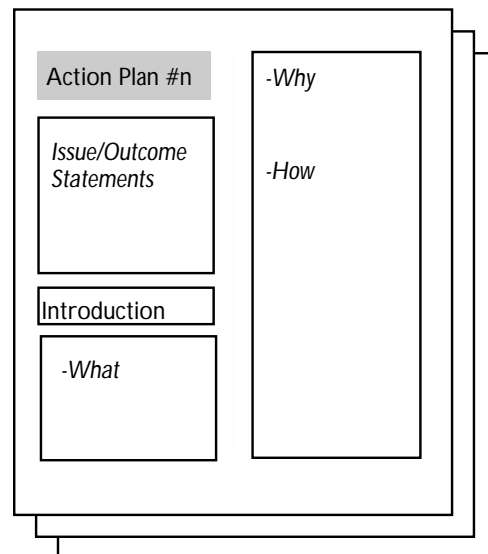 Action Plan #n
Issue/Outcome
Statements
Introduction
-What
-Why
-How